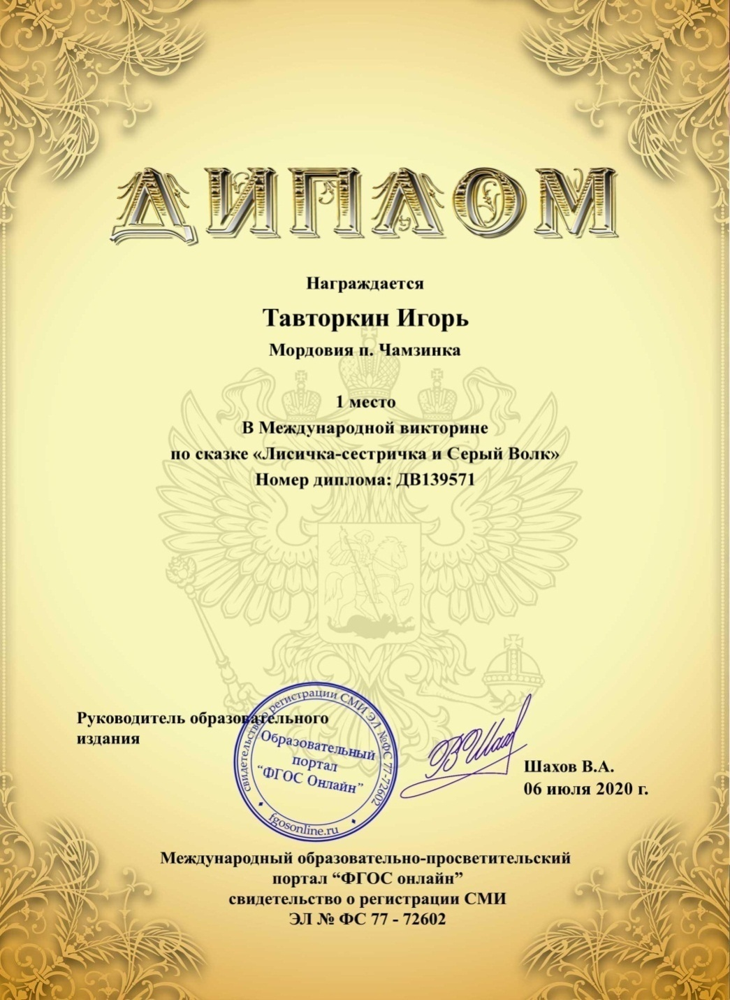 ДИПЛОМ
Награждается
Тавторкин Игорь
Мордовия п. Чамзинка
1 место
В Международной викторине
по сказке «Лисичка-сестричка и Серый Волк»
Номер диплома: ДВ139571
Руководитель образовательного
издания
свидетельство о регистрации СМИ ЭЛ №ФС 77-72602
Образовательный
портал
“ФГОС Онлайн”
fgosonline.ru
ВШах
Шахов В.А.
06 июля 2020 г.
Международный образовательно-просветительский
портал “ФГОС онлайн”
свидетельство о регистрации СМИ
ЭЛ № ФС 77 - 72602